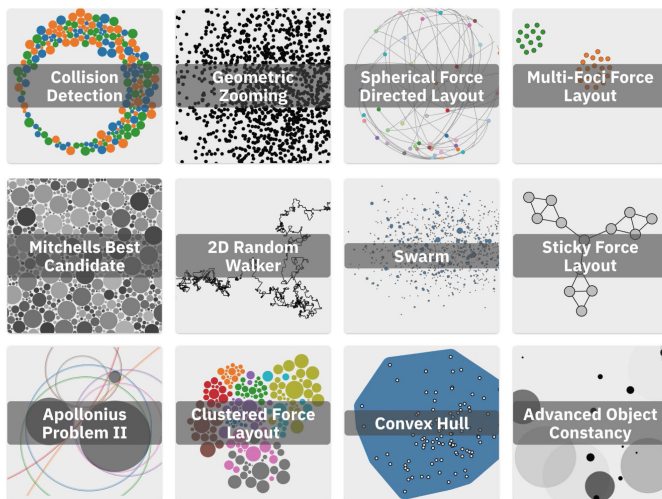 Collision
Detection
Geometric
Zooming
Spherical Force
Directed Layout
Multi-Foci Force
Layout
Mitchells Best
Candidate
2D Random
Walker
Swarm
Sticky Force
Layout
Apollonius
Problem II
Clustered Force
Layout
Convex Hull
Advanced Object
Constancy